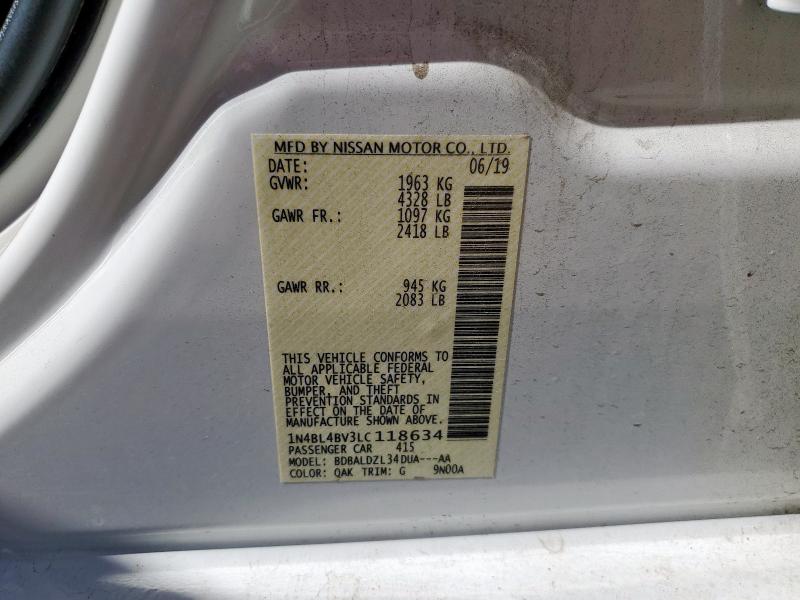 MFD BY NISSAN MOTOR CO., LTD.
DATE: 06/19
GVWR: 1963 KG
4328 LB
GAWR FR.: 1097 KG
2418 LB
GAWR RR.: 945 KG
2083 LB
THIS VEHICLE CONFORMS TO
ALL APPLICABLE FEDERAL
MOTOR VEHICLE SAFETY,
BUMPER, AND THEFT
PREVENTION STANDARDS IN
EFFECT ON THE DATE OF
MANUFACTURE SHOWN ABOVE.
1N4BL4BV3LC118634
PASSENGER CAR 415
MODEL: BDBALDZL34DUA---AA
COLOR: QAK TRIM: G 9N00A